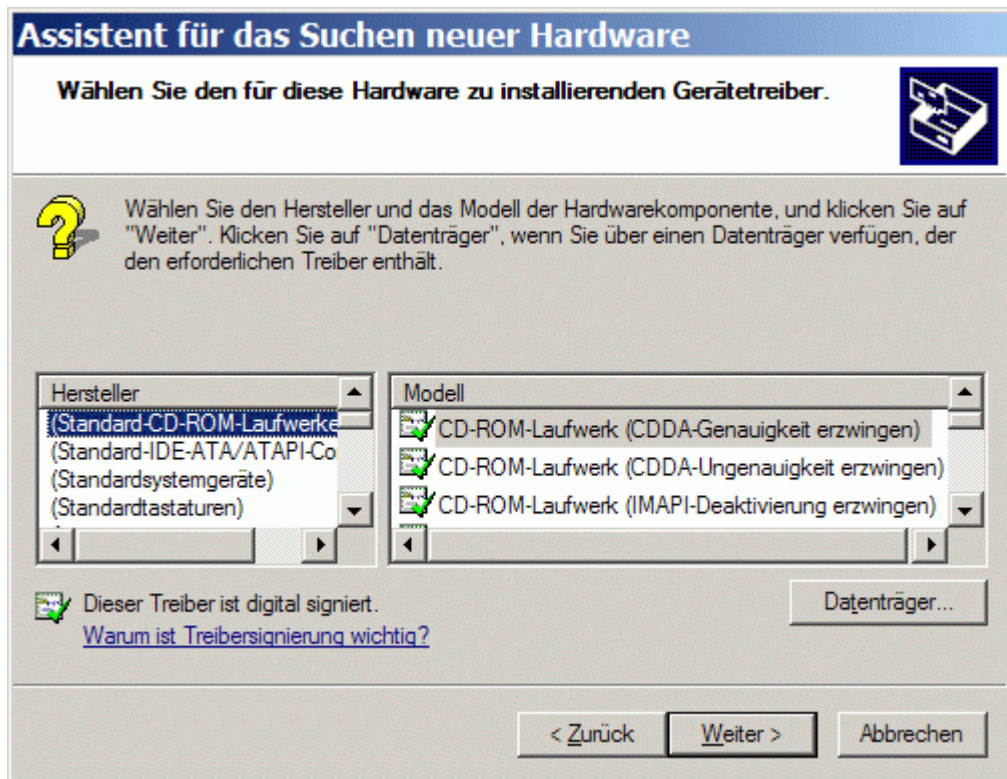 Assistent für das Suchen neuer Hardware
Wählen Sie den für diese Hardware zu installierenden Gerätetreiber.
Wählen Sie den Hersteller und das Modell der Hardwarekomponente, und klicken Sie auf
"Weiter". Klicken Sie auf "Datenträger", wenn Sie über einen Datenträger verfügen, der
den erforderlichen Treiber enthält.
Hersteller
(Standard-CD-ROM-Laufwerke
(Standard-IDE-ATA/ATAPI-Co
(Standardsystemgeräte)
(Standardtastaturen)
Modell
CD-ROM-Laufwerk (CDDA-Genauigkeit erzwingen)
CD-ROM-Laufwerk (CDDA-Ungenauigkeit erzwingen)
CD-ROM-Laufwerk (IMAPI-Deaktivierung erzwingen)
Dieser Treiber ist digital signiert.
Warum ist Treibersignierung wichtig?
Datenträger...
< Zurück
Weiter >
Abbrechen